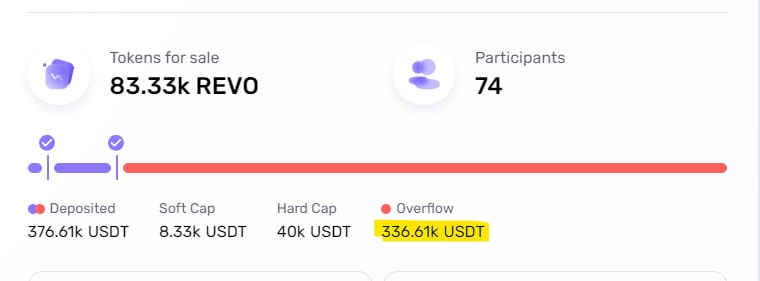 Tokens for sale Participants
83.33k REVO 74
Deposited Soft Cap Hard Cap Overflow
376.61k USDT 8.33k USDT 40k USDT 336.61k USDT